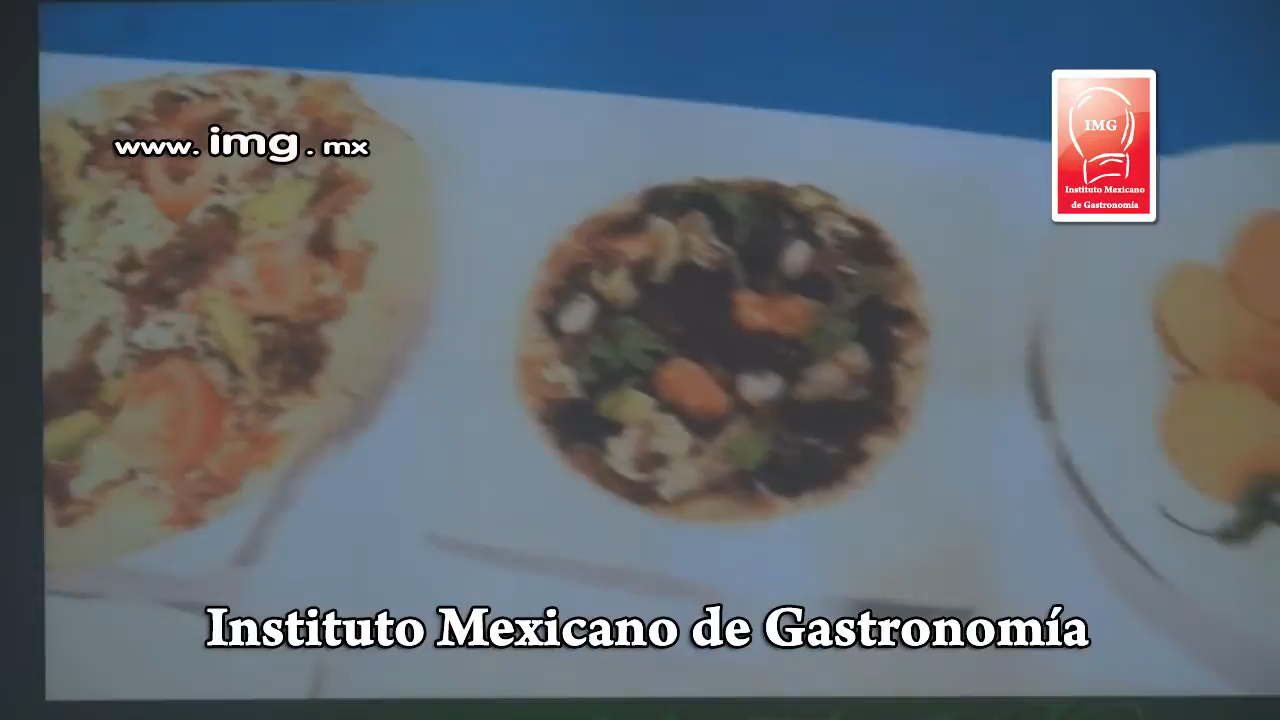 www.img.mx
IMG
Instituto Mexicano
de Gastronomía
Instituto Mexicano de Gastronomía